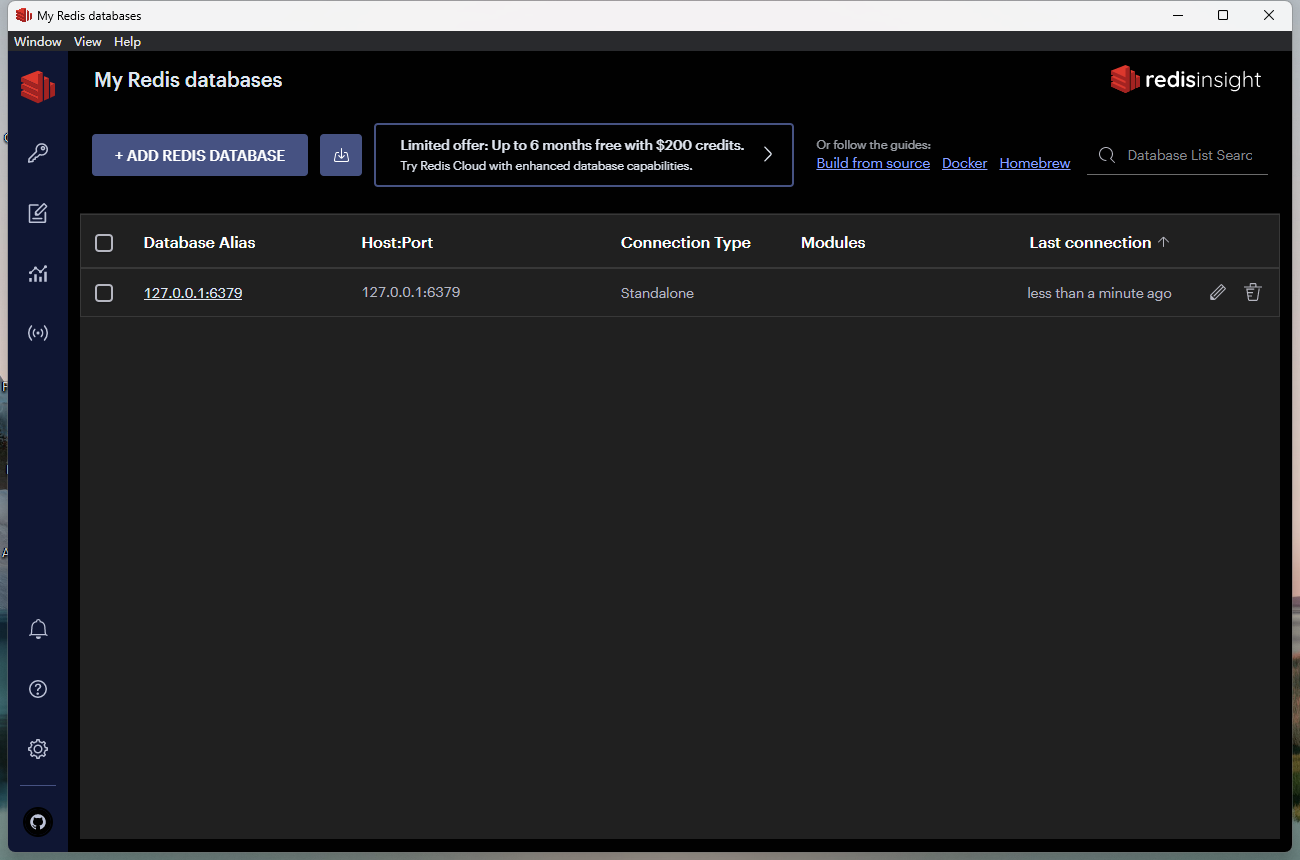 My Redis databases
Window View Help
My Redis databases
redisinsight
+ ADD REDIS DATABASE
Limited offer: Up to 6 months free with $200 credits.
Try Redis Cloud with enhanced database capabilities.
Or follow the guides:
Build from source Docker Homebrew
Database List Searc
Database Alias Host:Port Connection Type Modules Last connection
127.0.0.1:6379 127.0.0.1:6379 Standalone less than a minute ago